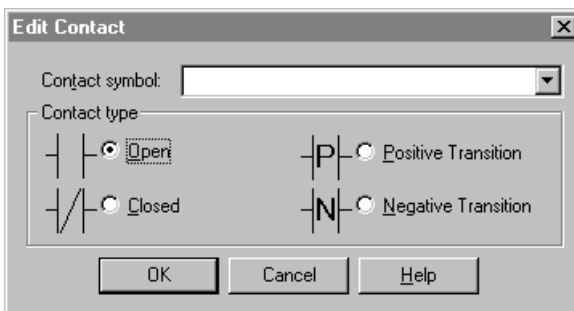 Edit Contact
Contact symbol:
Contact type
Open
P Positive Transition
Closed
N Negative Transition
OK Cancel Help